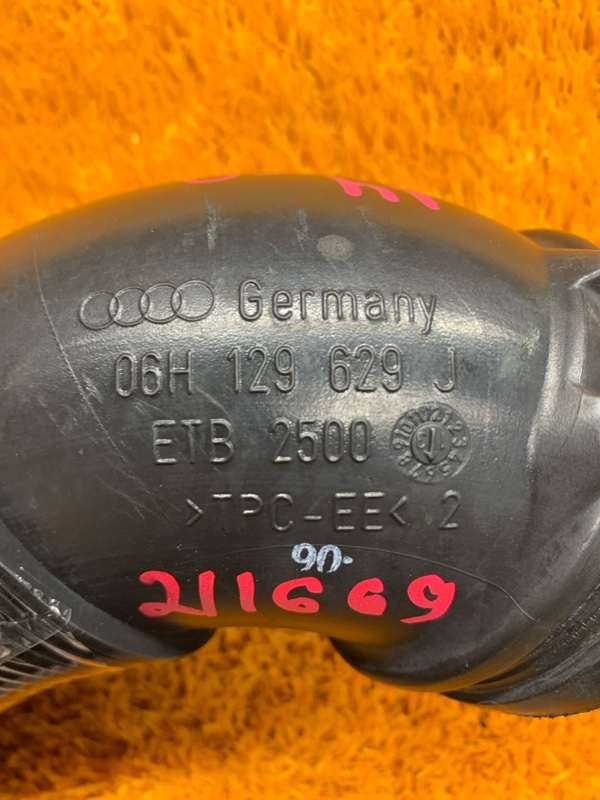 Germany
06H 129 629 J
ETB 2500
>TPC-EE< 2
90.
211669